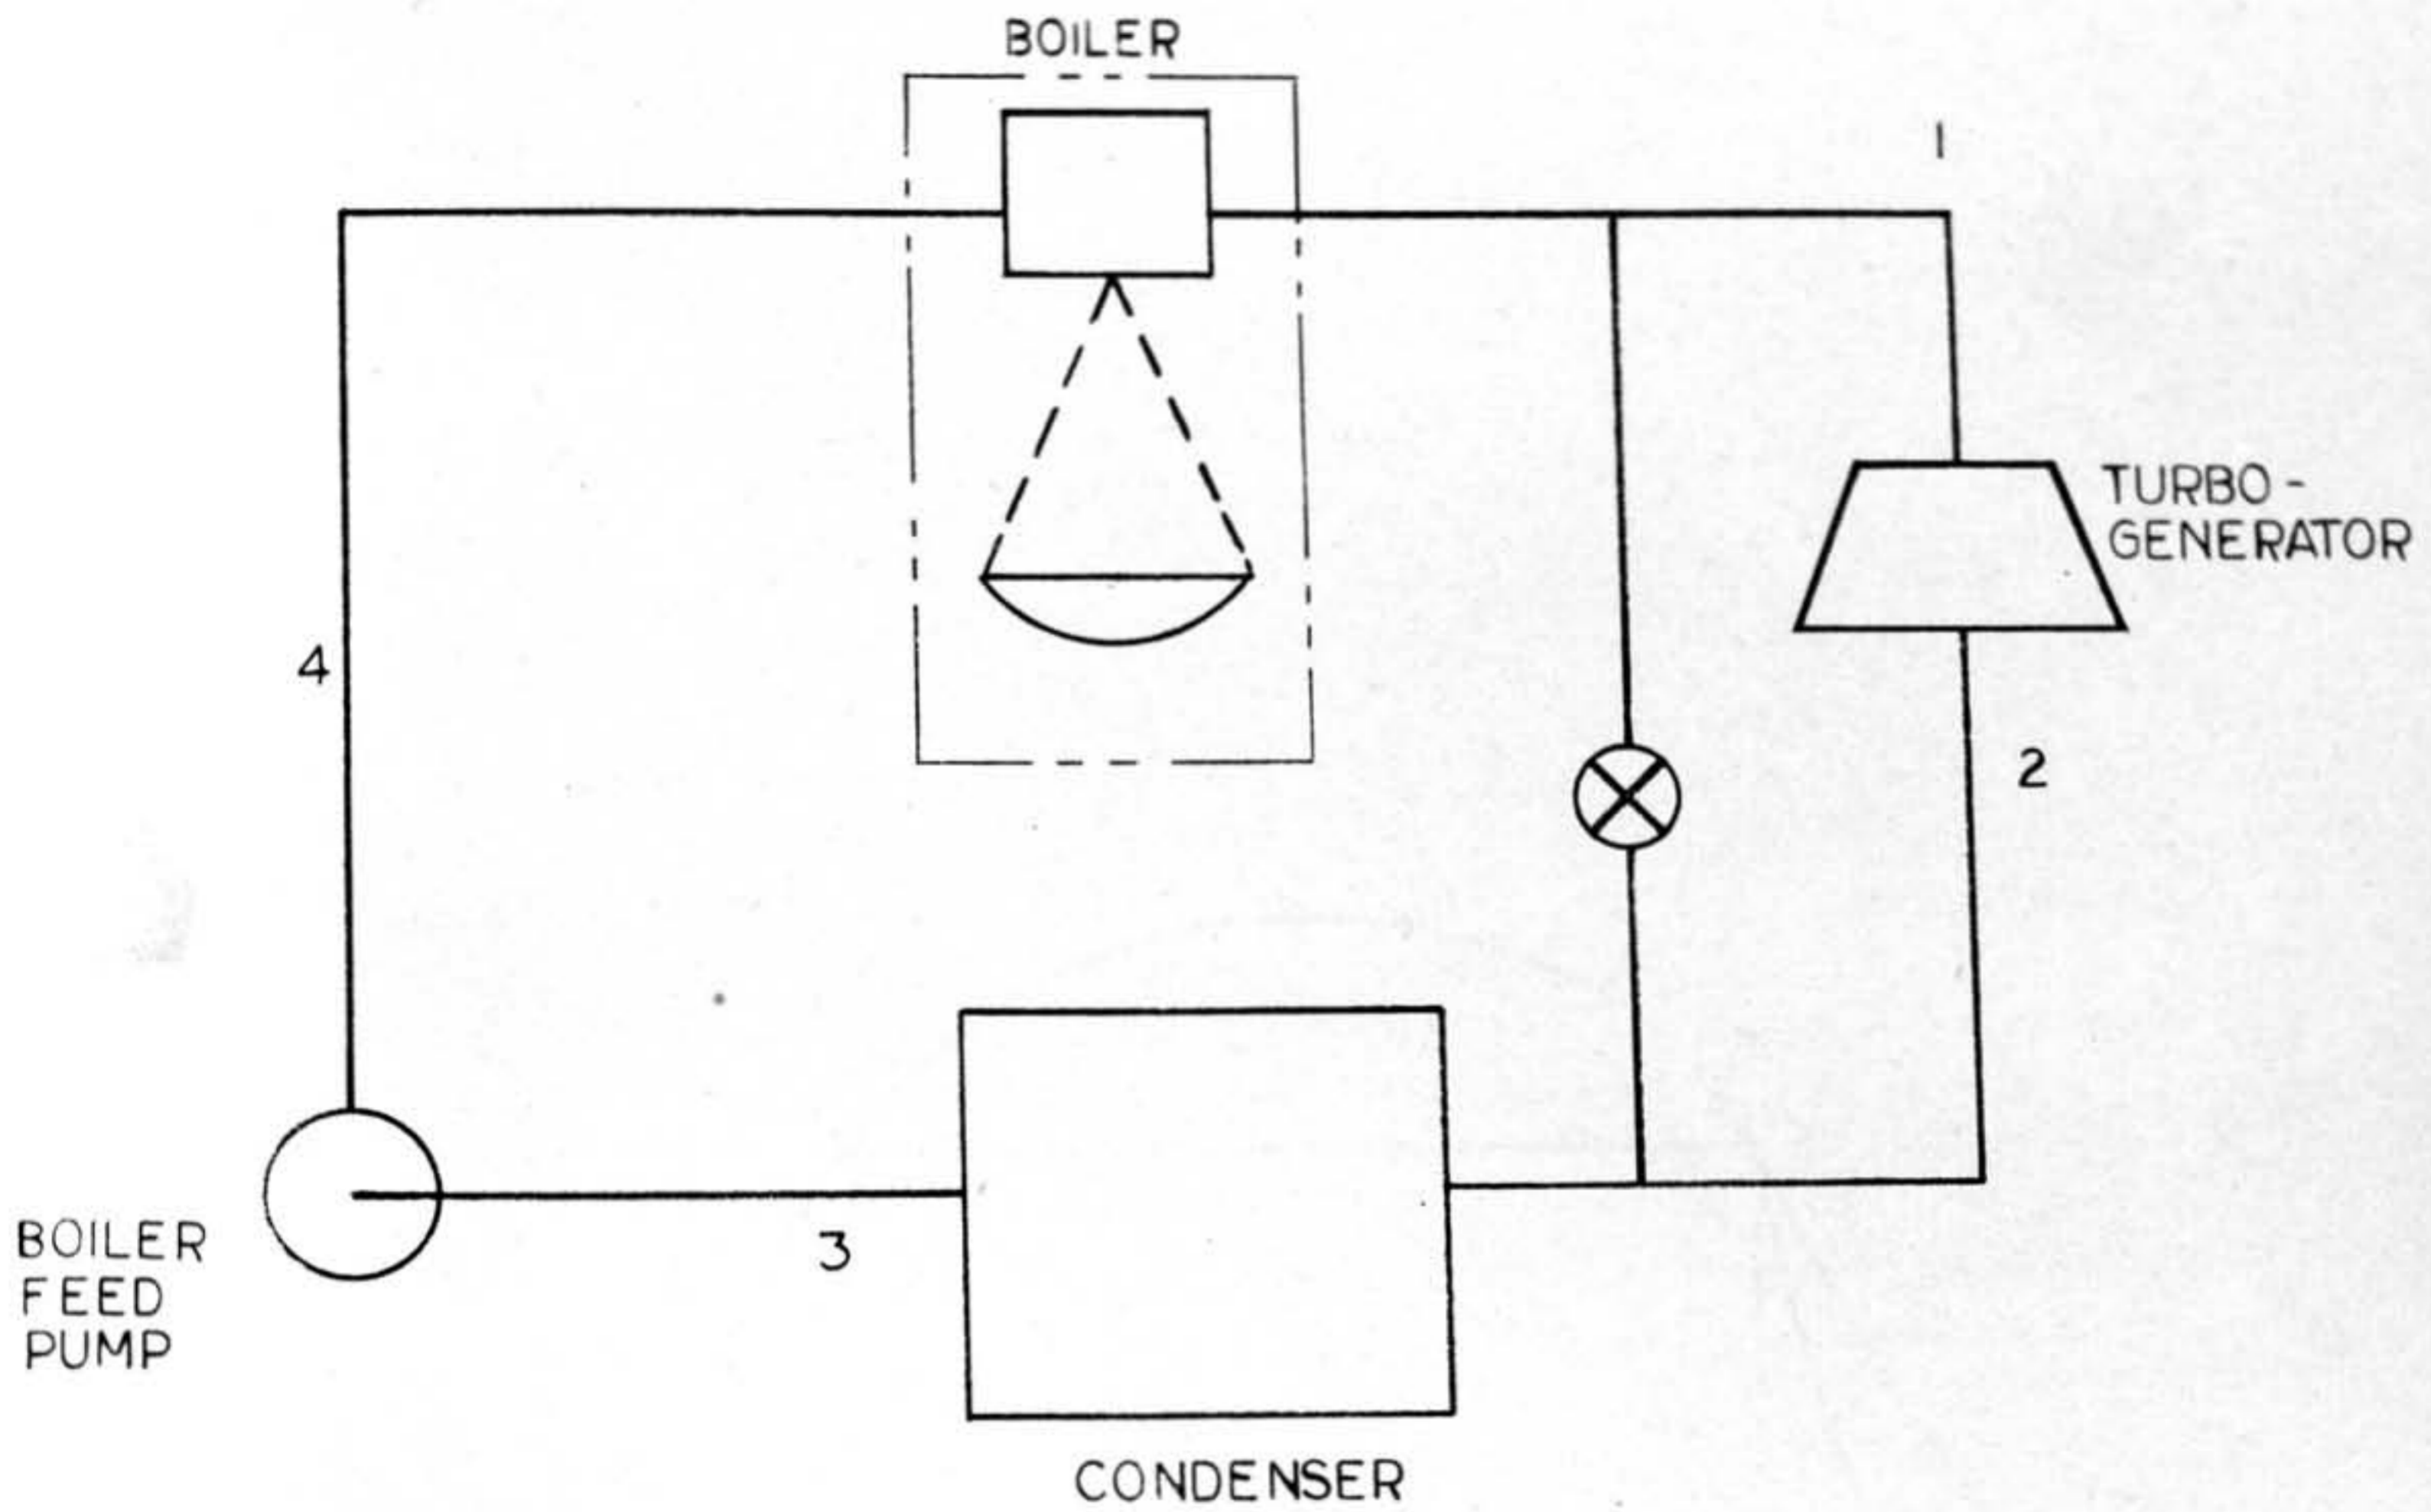 BOILER
1
TURBO-
GENERATOR
4
2
BOILER
FEED
PUMP
3
CONDENSER